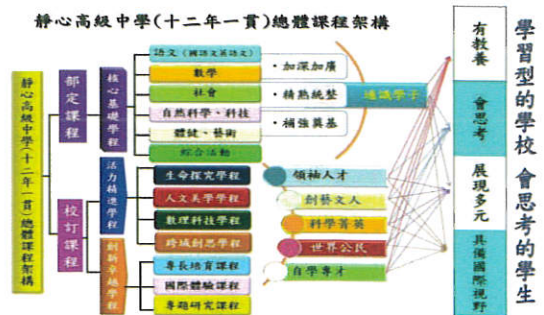 靜心高級中學(十二年一貫)總體課程架構
靜心高級中學(十二年一貫)總體課程架構
部定課程
校訂課程
核心基礎學程
活力精進學程
創新卓越學程
語文(國語文英語文)
數學
社會
自然科學、科技
體健、藝術
綜合活動
・加深加廣
・精熟統整
・補強奠基
通識學子
生命探究學程
人文美學學程
數理科技學程
跨域創思學程
專長培育課程
國際體驗課程
專題研究課程
領袖人才
創藝文人
科學菁英
世界公民
自學專才
有教養
會思考
展現多元
具備國際視野
學習型的學校 會思考的學生